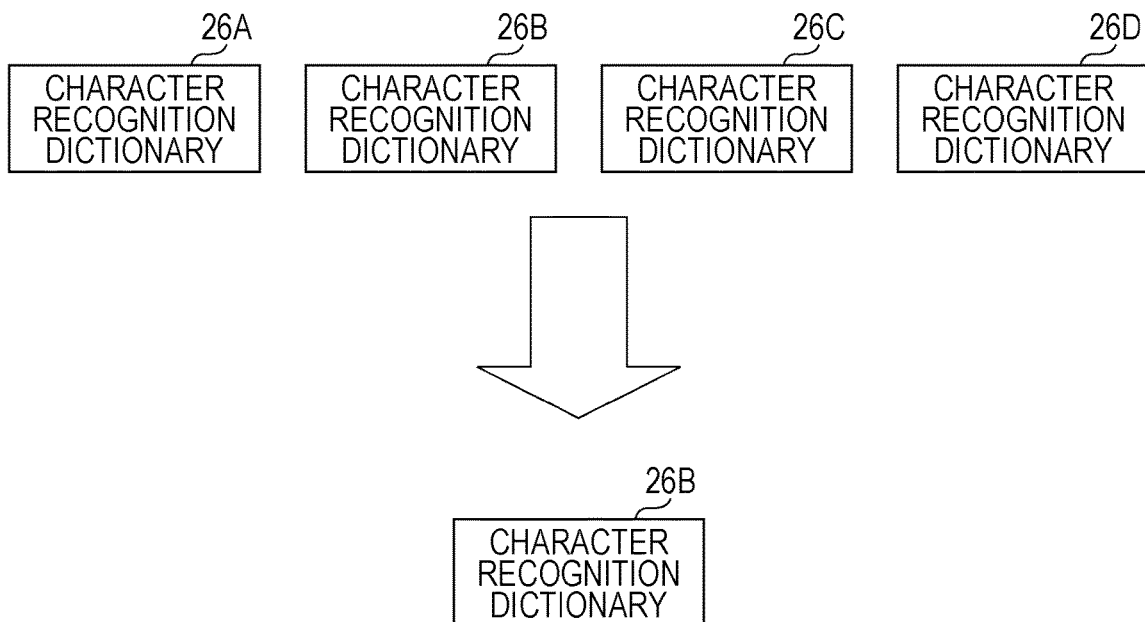 26A
26B
26C
26D
CHARACTER
RECOGNITION
DICTIONARY
CHARACTER
RECOGNITION
DICTIONARY
CHARACTER
RECOGNITION
DICTIONARY
CHARACTER
RECOGNITION
DICTIONARY
26B
CHARACTER
RECOGNITION
DICTIONARY